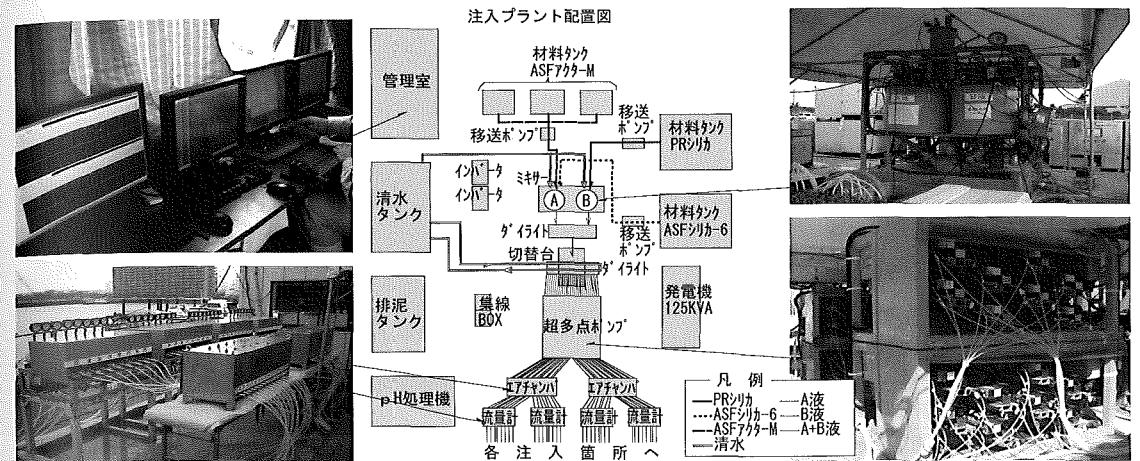 注入プラント配置図
管理室
材料タンク
ASFアクターM
移送ポンプ
移送
ポンプ
材料タンク
PRシリカ
清水
タンク
インバータ
インバータ
ミキサー
A
B
材料タンク
ASFシリカ-6
移送
ポンプ
ダイライト
切替台
ダイライト
排泥
タンク
集線
BOX
超多点ポンプ
発電機
125KVA
pH処理機
エアチャンバ
エアチャンバ
流量計
流量計
流量計
流量計
各注入箇所へ
凡例
PRシリカ
A液
ASFシリカ-6
B液
ASFアクターM
A+B液
清水